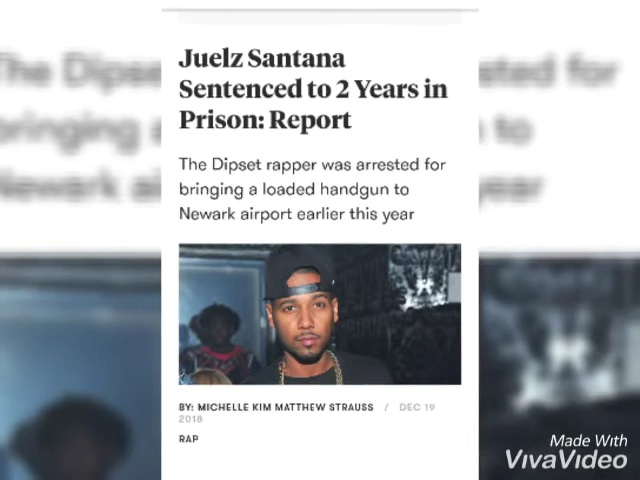 Juelz Santana
Sentenced to 2 Years in
Prison: Report
The Dipset rapper was arrested for
bringing a loaded handgun to
Newark airport earlier this year
BY: MICHELLE KIM MATTHEW STRAUSS / DEC 19
2018
RAP
Made With
VivaVideo